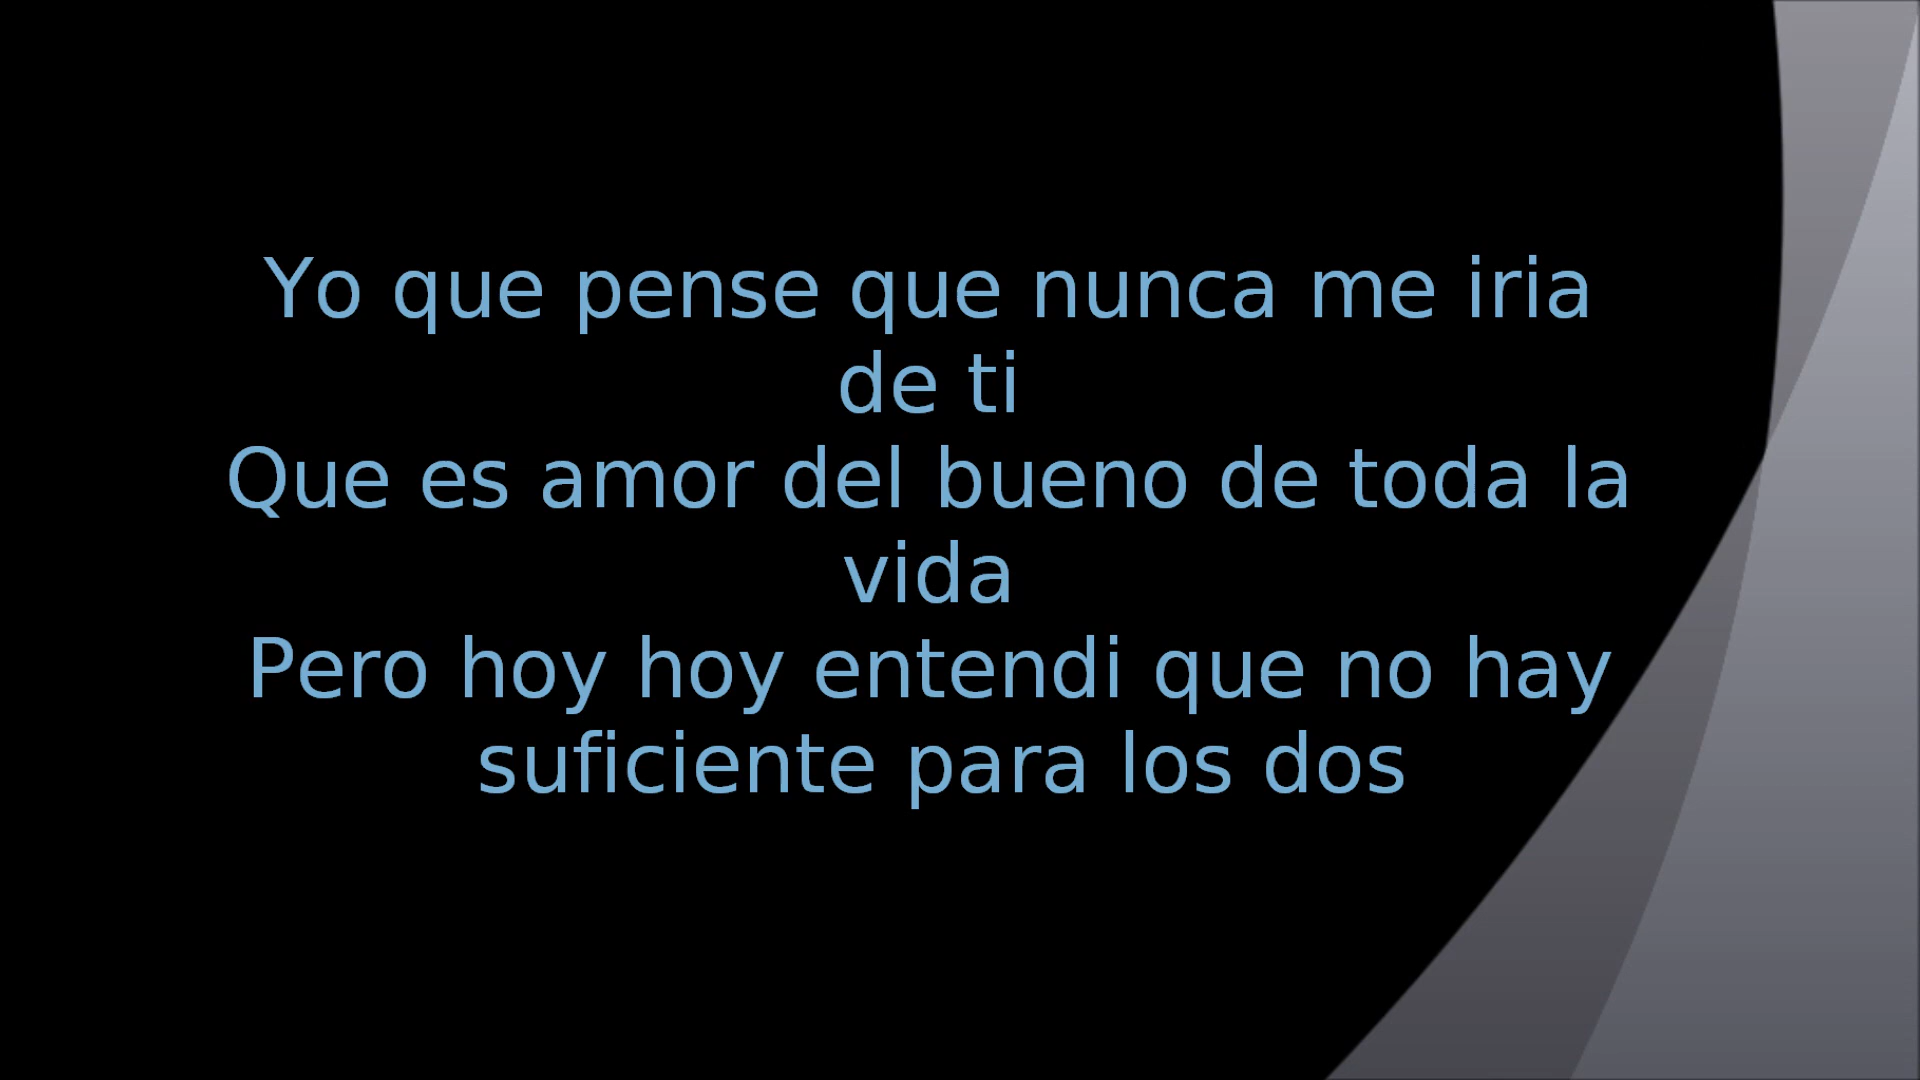 Yo que pense que nunca me iria
de ti
Que es amor del bueno de toda la
vida
Pero hoy hoy entendi que no hay
suficiente para los dos